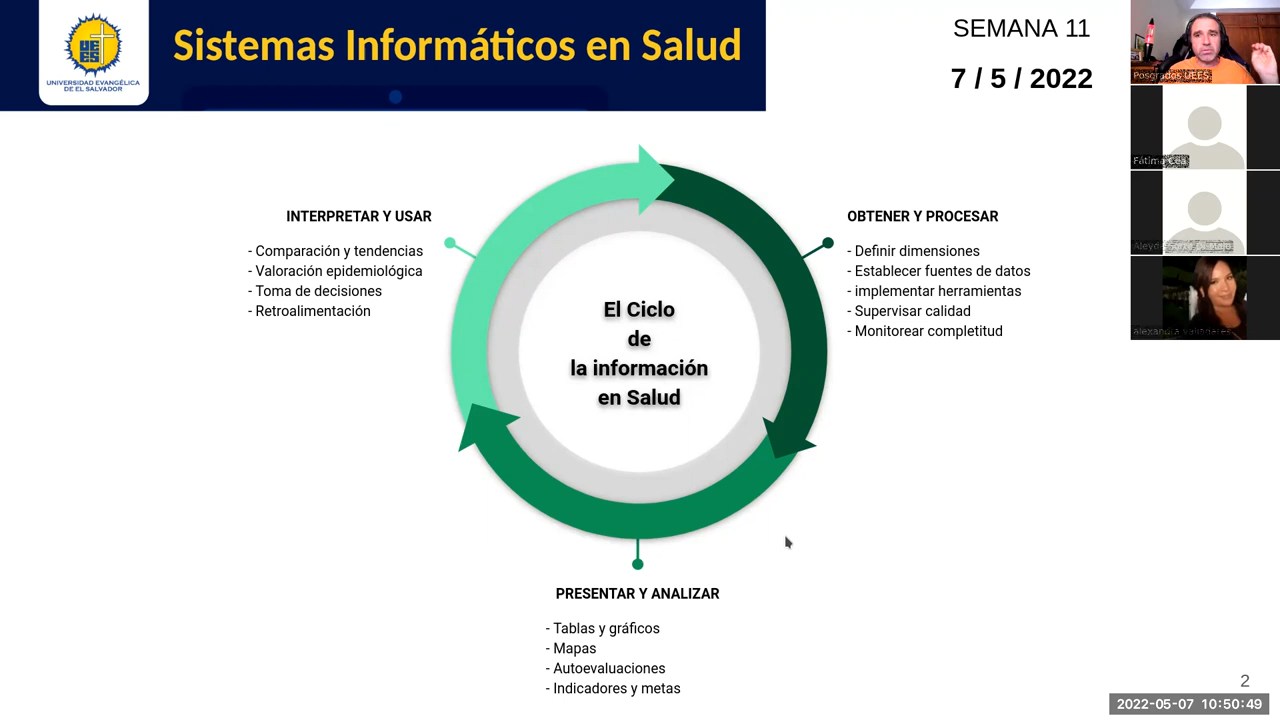 Sistemas Informáticos en Salud
UEES
UNIVERSIDAD EVANGÉLICA
DE EL SALVADOR
SEMANA 11
7 / 5 / 2022
Posgrados UEES
Fátima Cea
INTERPRETAR Y USAR
- Comparación y tendencias
- Valoración epidemiológica
- Toma de decisiones
- Retroalimentación
OBTENER Y PROCESAR
- Definir dimensiones
- Establecer fuentes de datos
- implementar herramientas
- Supervisar calidad
- Monitorear completitud
El Ciclo
de
la información
en Salud
PRESENTAR Y ANALIZAR
- Tablas y gráficos
- Mapas
- Autoevaluaciones
- Indicadores y metas
2
2022-05-07 10:50:49